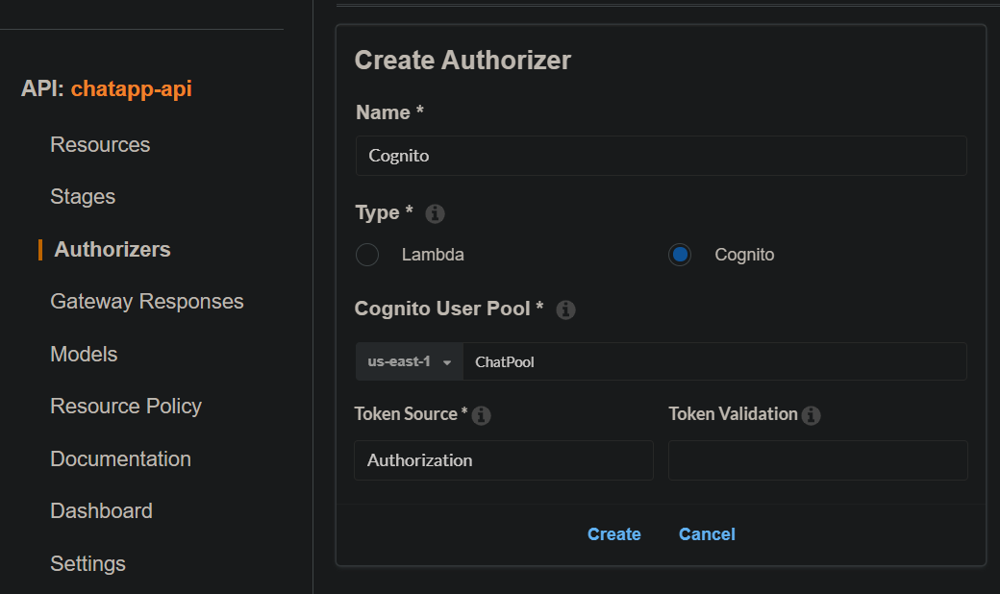 API: chatapp-api
Resources
Stages
Authorizers
Gateway Responses
Models
Resource Policy
Documentation
Dashboard
Settings
Create Authorizer
Name *
Cognito
Type *
Lambda
Cognito
Cognito User Pool *
us-east-1
ChatPool
Token Source *
Token Validation
Authorization
Create
Cancel